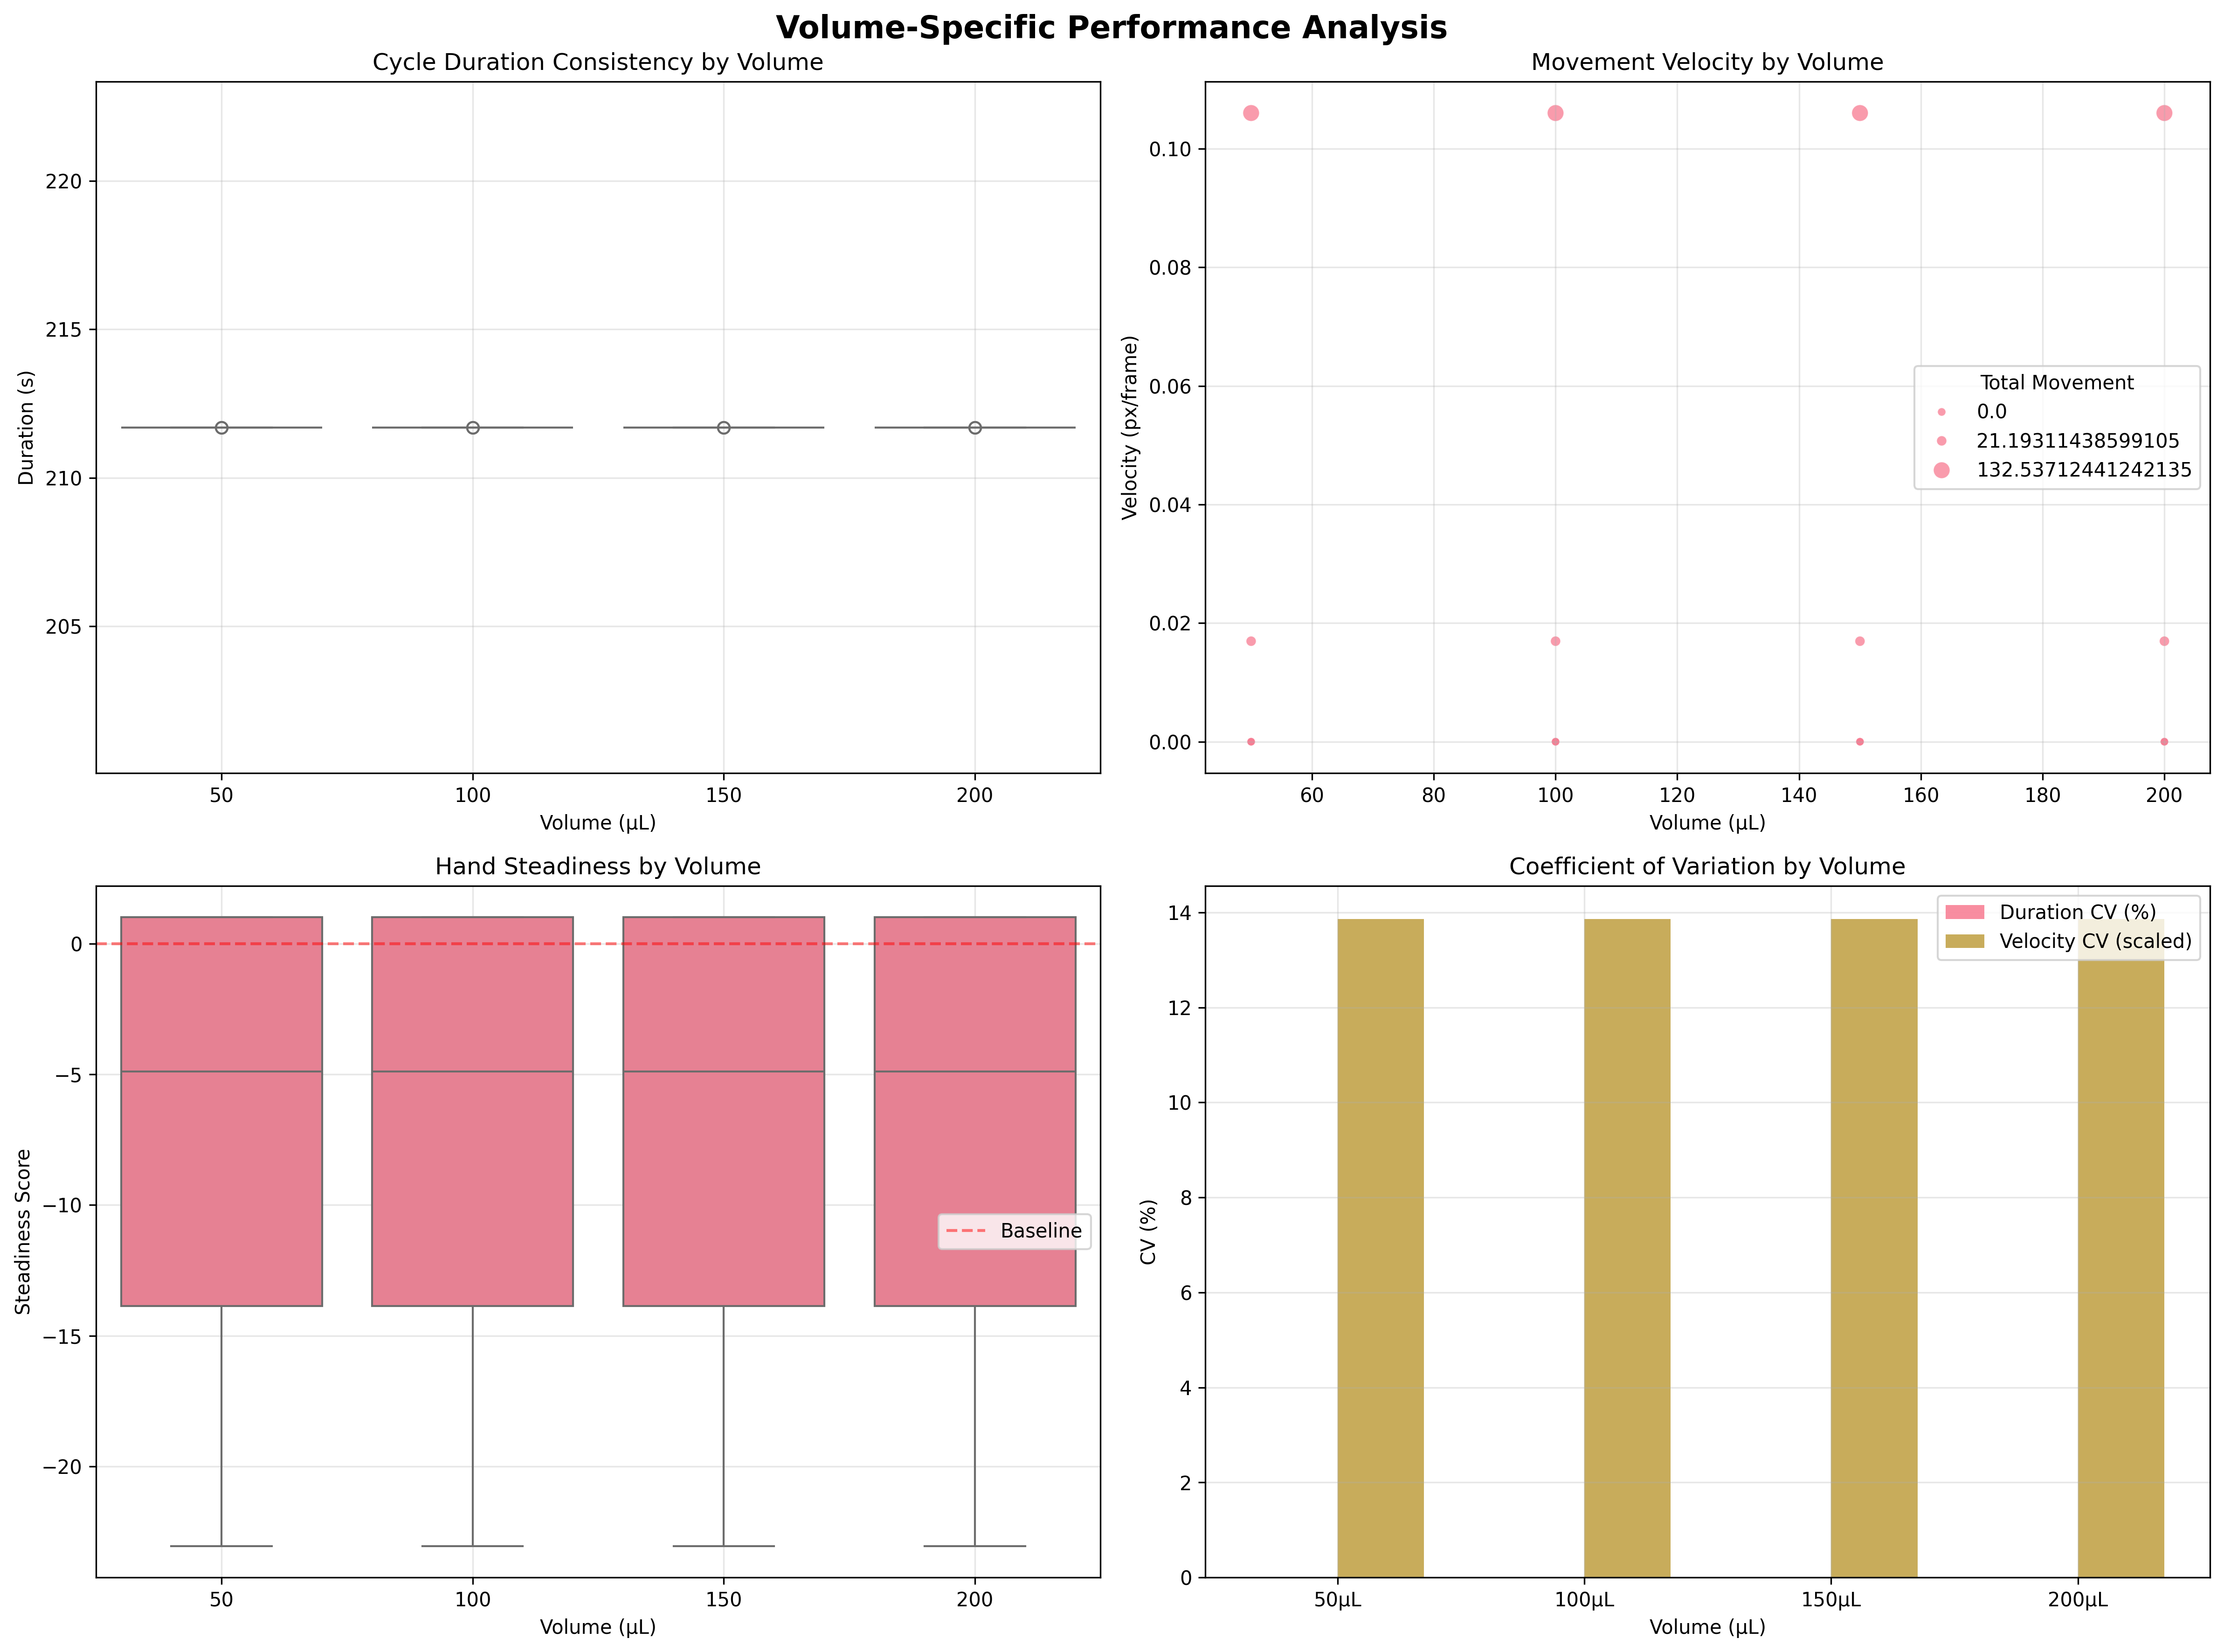 Volume-Specific Performance Analysis
Cycle Duration Consistency by Volume
Duration (s)
220
215
210
205
50 100 150 200
Volume (µL)
Movement Velocity by Volume
Velocity (px/frame)
0.10
0.08
0.06
0.04
0.02
0.00
Total Movement
0.0
21.19311438599105
132.53712441242135
60 80 100 120 140 160 180 200
Volume (µL)
Hand Steadiness by Volume
Steadiness Score
0
−5
−10
−15
−20
Baseline
50 100 150 200
Volume (µL)
Coefficient of Variation by Volume
CV (%)
14
12
10
8
6
4
2
0
Duration CV (%)
Velocity CV (scaled)
50µL 100µL 150µL 200µL
Volume (µL)